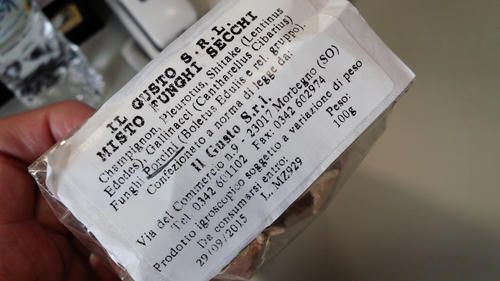 IL GUSTO S.R.L.
MISTO FUNGHI SECCHI
Champignon, Pleurotus, Shitake (Lentinus
Edodes), Gallinacci (Cantharellus Cibarius)
Funghi Porcini (Boletus Edulis e rel. gruppo).
Confezionato a norma di legge da:
Il Gusto S.r.l.
Via del Commercio n.9 - 23017 Morbegno (SO)
Tel. 0342 601102 Fax: 0342 602974
Prodotto igroscopico soggetto a variazione di peso
Da consumarsi entro: Peso:
29/09/2015 L. MZ929 100g